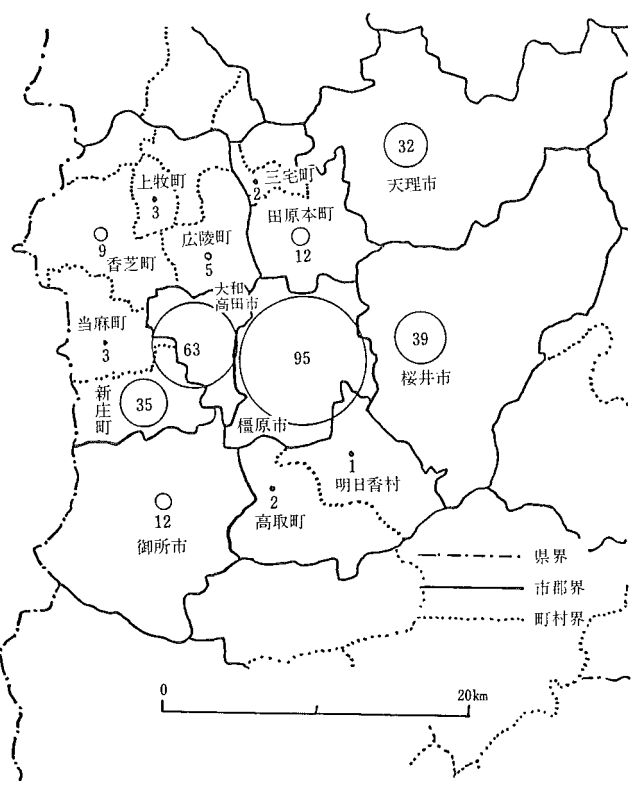 32
天理市
三宅町
2
上牧町
3
田原本町
12
広陵町
5
9
香芝町
大和
高田市
63
当麻町
3
95
39
桜井市
新庄町
35
橿原市
1
明日香村
2
高取町
12
御所市
県界
市郡界
町村界
0
20km